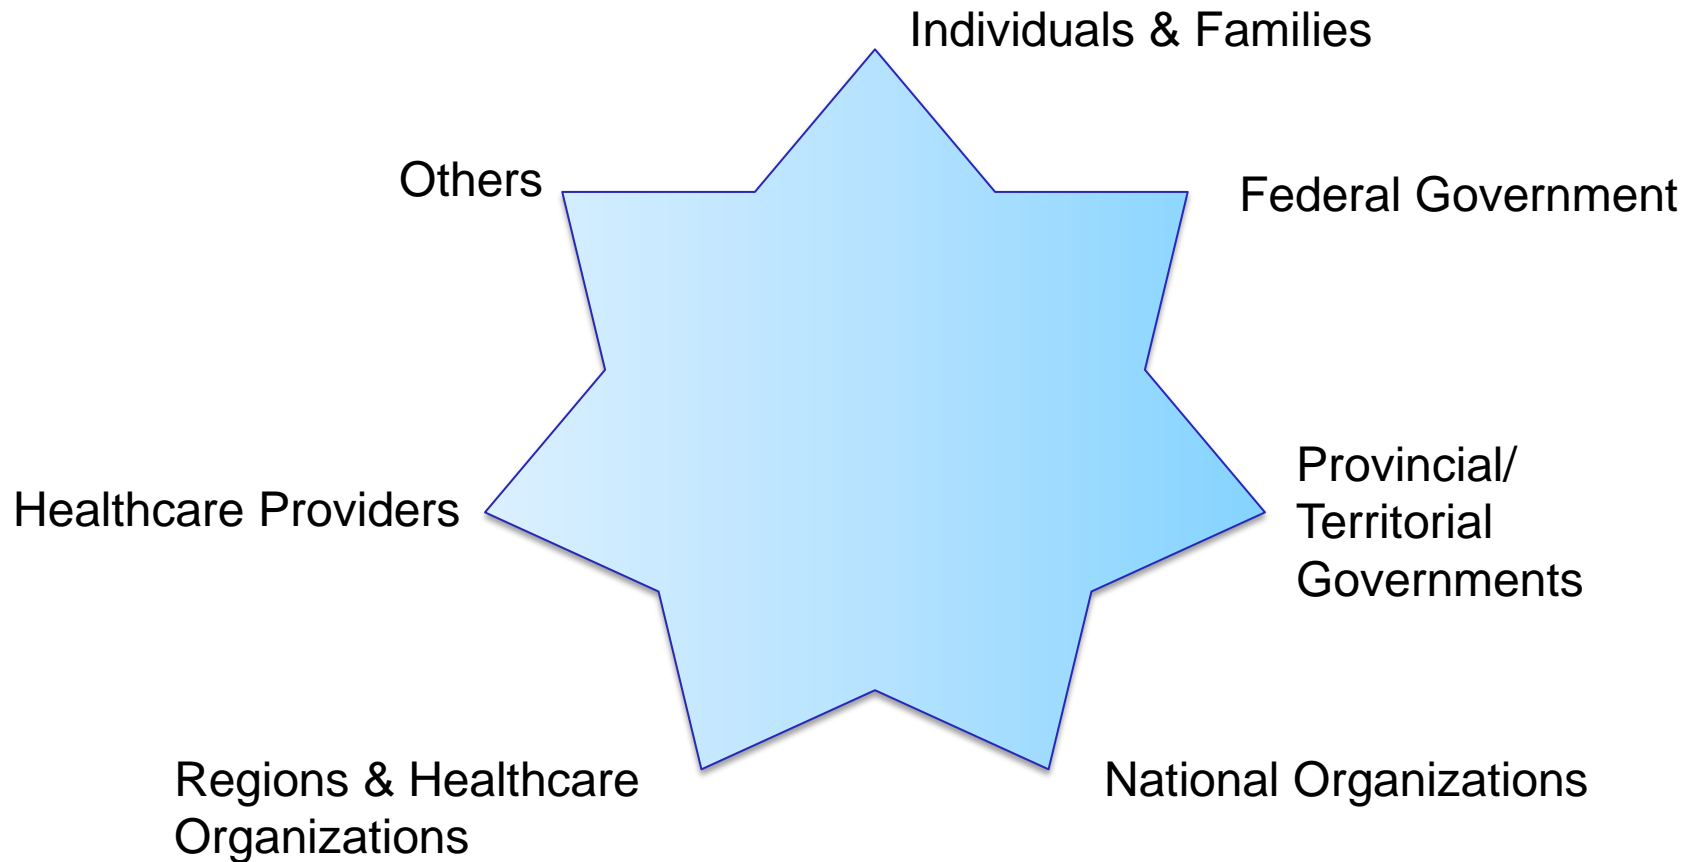 Individuals & Families
Others
Federal Government
Healthcare Providers
Provincial/
Territorial
Governments
Regions & Healthcare
Organizations
National Organizations